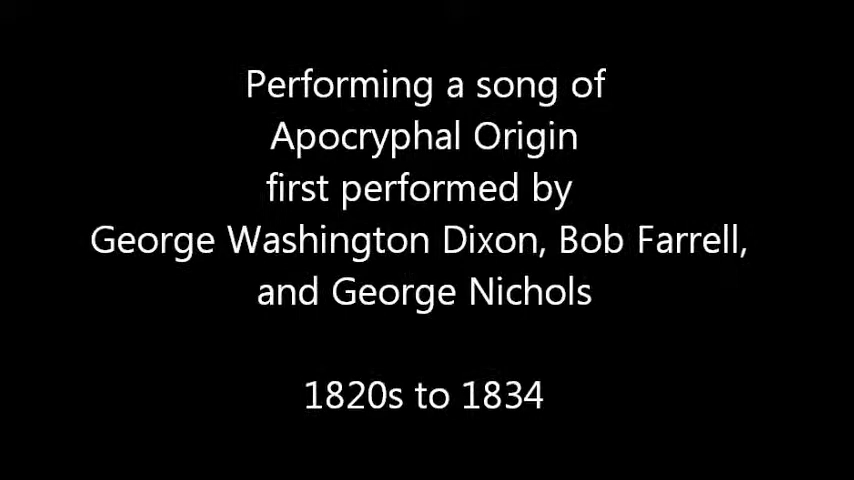 Performing a song of
Apocryphal Origin
first performed by
George Washington Dixon, Bob Farrell,
and George Nichols
1820s to 1834